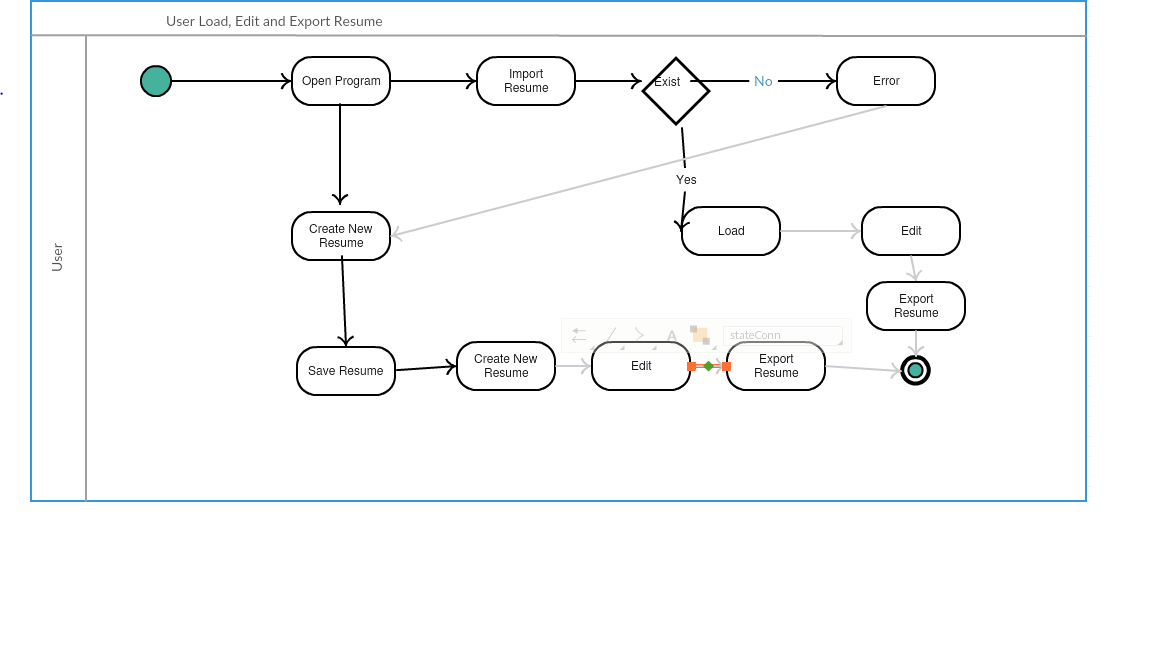 User Load, Edit and Export Resume
User
Open Program
Import
Resume
Exist
No
Error
Yes
Create New
Resume
Load
Edit
Export
Resume
A
stateConn
Save Resume
Create New
Resume
Edit
Export
Resume